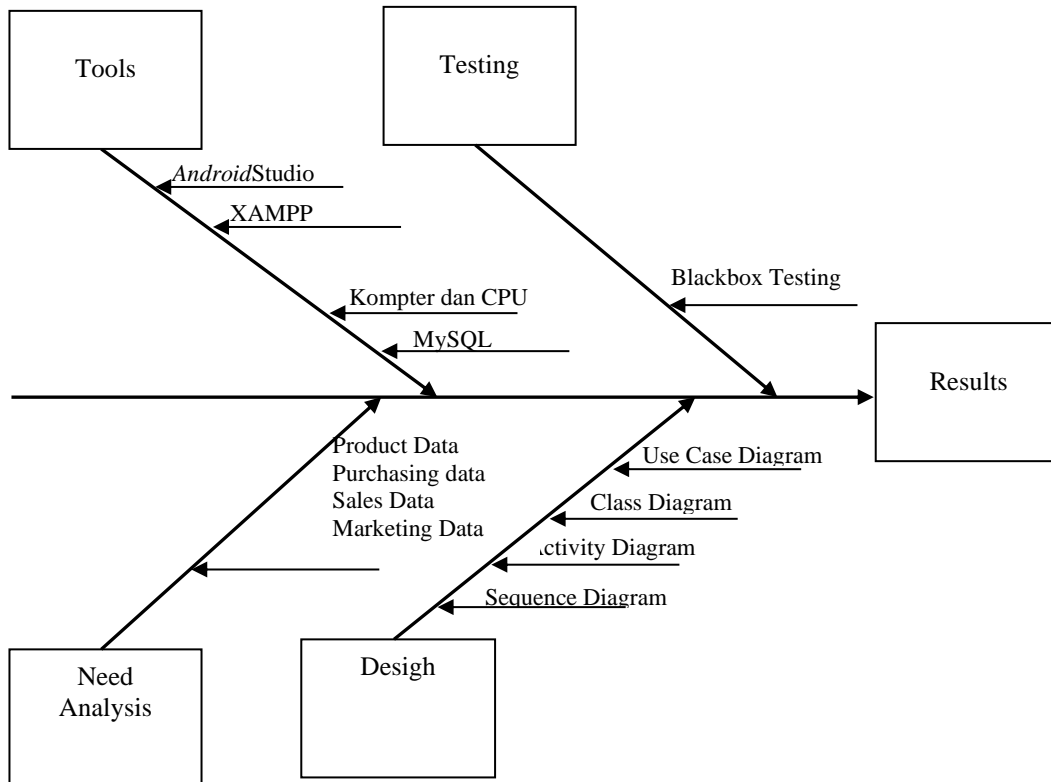 Tools
Testing
AndroidStudio
XAMPP
Blackbox Testing
Kompter dan CPU
MySQL
Results
Product Data
Purchasing data
Sales Data
Marketing Data
Use Case Diagram
Class Diagram
ctivity Diagram
Sequence Diagram
Need
Analysis
Desigh